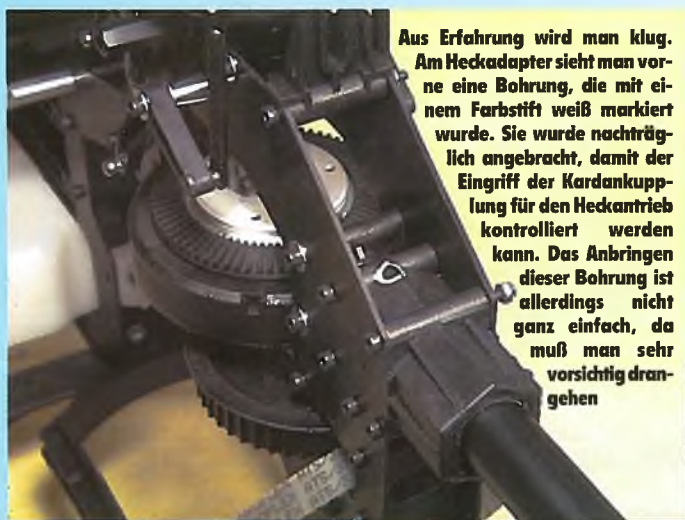 Aus Erfahrung wird man klug.
Am Heckadapter sieht man vor-
ne eine Bohrung, die mit ei-
nem Farbstift weiß markiert
wurde. Sie wurde nachträg-
lich angebracht, damit der
Eingriff der Kardankupp-
lung für den Heckantrieb
kontrolliert werden
kann. Das Anbringen
dieser Bohrung ist
allerdings nicht
ganz einfach, da
muß man sehr
vorsichtig dran-
gehen